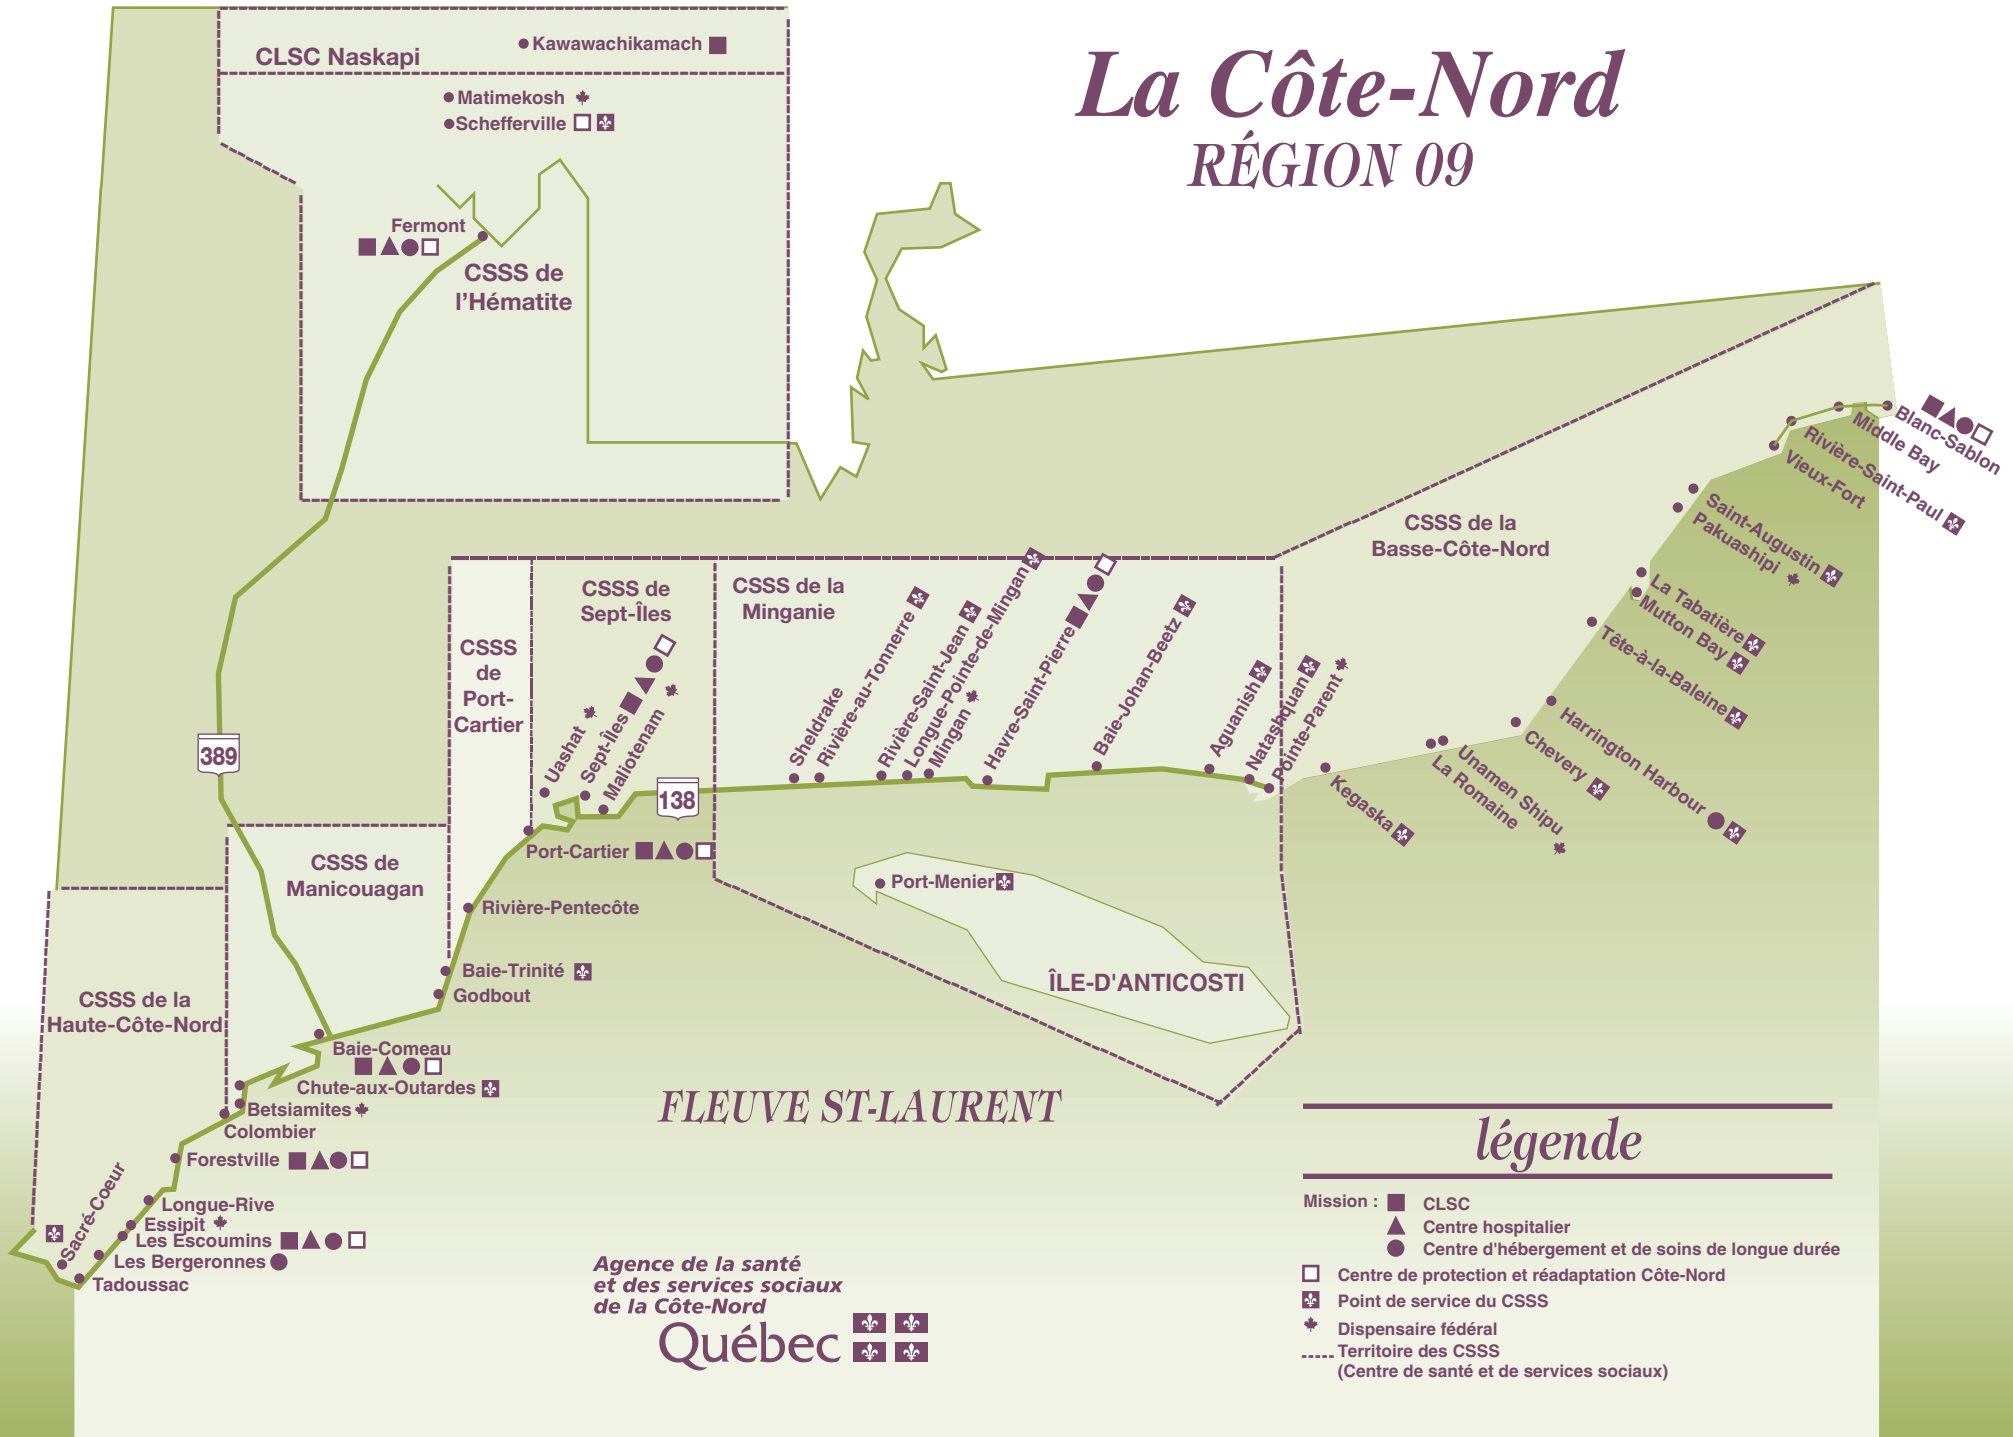 La Côte-Nord
RÉGION 09
CLSC Naskapi
Kawawachikamach
Matimekosh
Schefferville
Fermont
CSSS de
l'Hématite
389
CSSS
de
Port-
Cartier
CSSS de
Sept-Îles
Uashat
Sept-Îles
Maliotenam
138
CSSS de la
Minganie
Sheldrake
Rivière-au-Tonnerre
Rivière-Saint-Jean
Longue-Pointe-de-Mingan
Mingan
Havre-Saint-Pierre
Baie-Johan-Beetz
Aguanish
Natashquan
Pointe-Parent
CSSS de la
Basse-Côte-Nord
Blanc-Sablon
Middle Bay
Rivière-Saint-Paul
Vieux-Fort
Saint-Augustin
Pakuashipi
La Tabatière
Mutton Bay
Tête-à-la-Baleine
Harrington Harbour
Chevery
Unamen Shipu
La Romaine
Kegaska
Port-Cartier
Port-Menier
ÎLE-D'ANTICOSTI
Rivière-Pentecôte
Baie-Trinité
Godbout
CSSS de
Manicouagan
CSSS de la
Haute-Côte-Nord
Baie-Comeau
Chute-aux-Outardes
Betsiamites
Colombier
Forestville
Longue-Rive
Essipit
Les Escoumins
Les Bergeronnes
Tadoussac
Sacré-Coeur
FLEUVE ST-LAURENT
Agence de la santé
et des services sociaux
de la Côte-Nord
Québec
légende
Mission : CLSC
Centre hospitalier
Centre d'hébergement et de soins de longue durée
Centre de protection et réadaptation Côte-Nord
Point de service du CSSS
Dispensaire fédéral
Territoire des CSSS
(Centre de santé et de services sociaux)